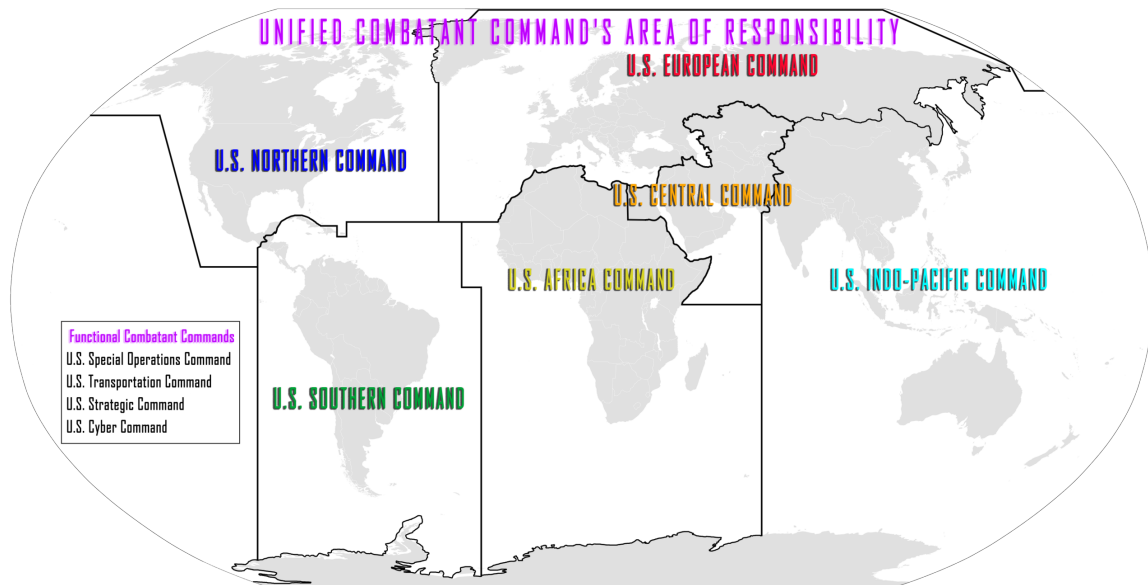 UNIFIED COMBATANT COMMAND'S AREA OF RESPONSIBILITY
U.S. EUROPEAN COMMAND
U.S. NORTHERN COMMAND
U.S. CENTRAL COMMAND
U.S. AFRICA COMMAND
U.S. INDO-PACIFIC COMMAND
Functional Combatant Commands
U.S. Special Operations Command
U.S. Transportation Command
U.S. Strategic Command
U.S. Cyber Command
U.S. SOUTHERN COMMAND